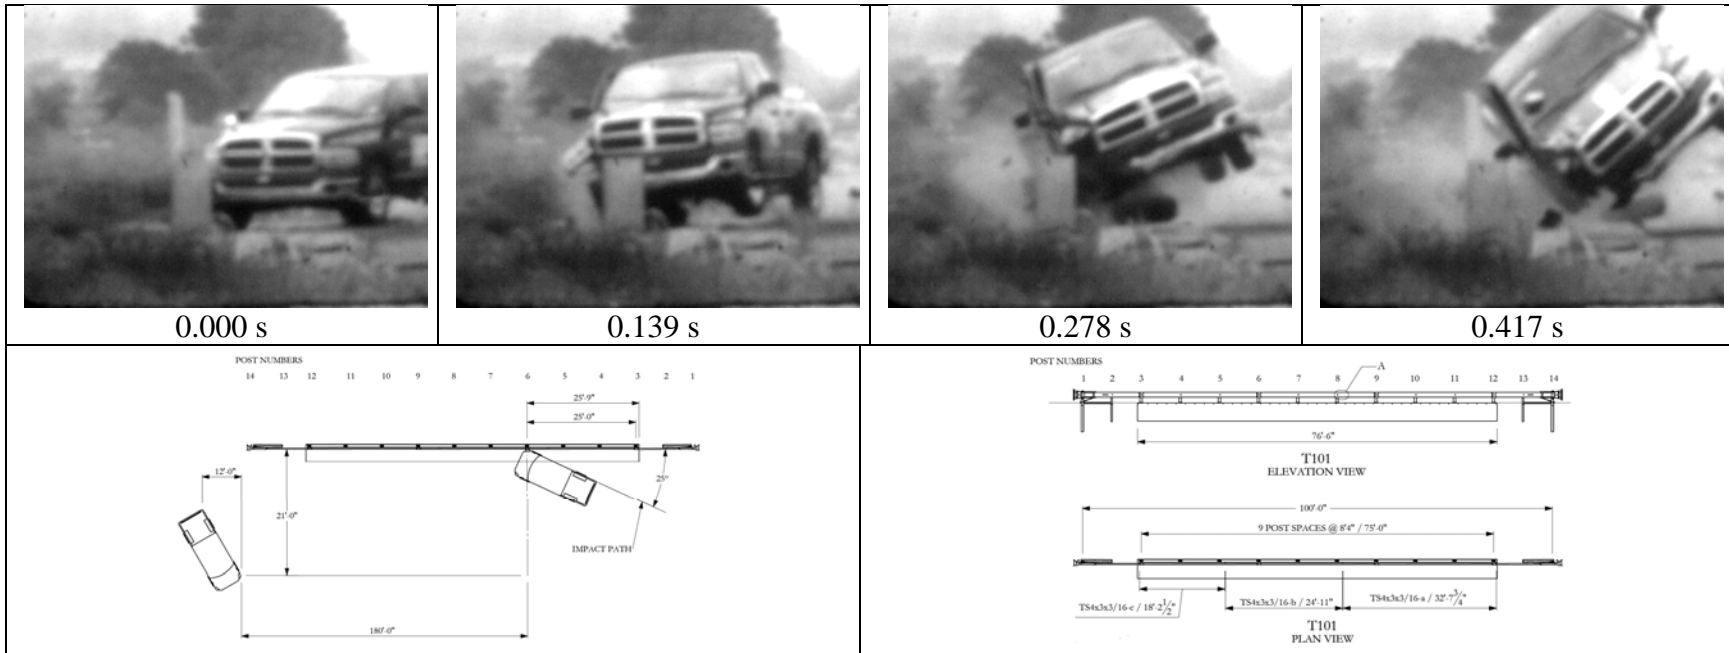 0.000 s
0.139 s
0.278 s
0.417 s
POST NUMBERS
14 13 12 11 10 9 8 7 6 5 4 3 2 1
25'-9"
25'-0"
12'-0"
21'-0"
25°
IMPACT PATH
180'-0"
POST NUMBERS
A
1 2 3 4 5 6 7 8 9 10 11 12 13 14
76'-6"
T101
ELEVATION VIEW
100'-0"
9 POST SPACES @ 8'4" / 75'-0"
TS4x3x3/16-c / 18'-2 1/2"
TS4x3x3/16-b / 24'-11"
TS4x3x3/16-a / 32'-7 3/4"
T101
PLAN VIEW